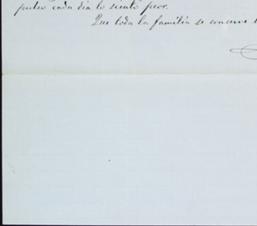 pulso cada dia lo siento peor.
Que toda la familia se conserve